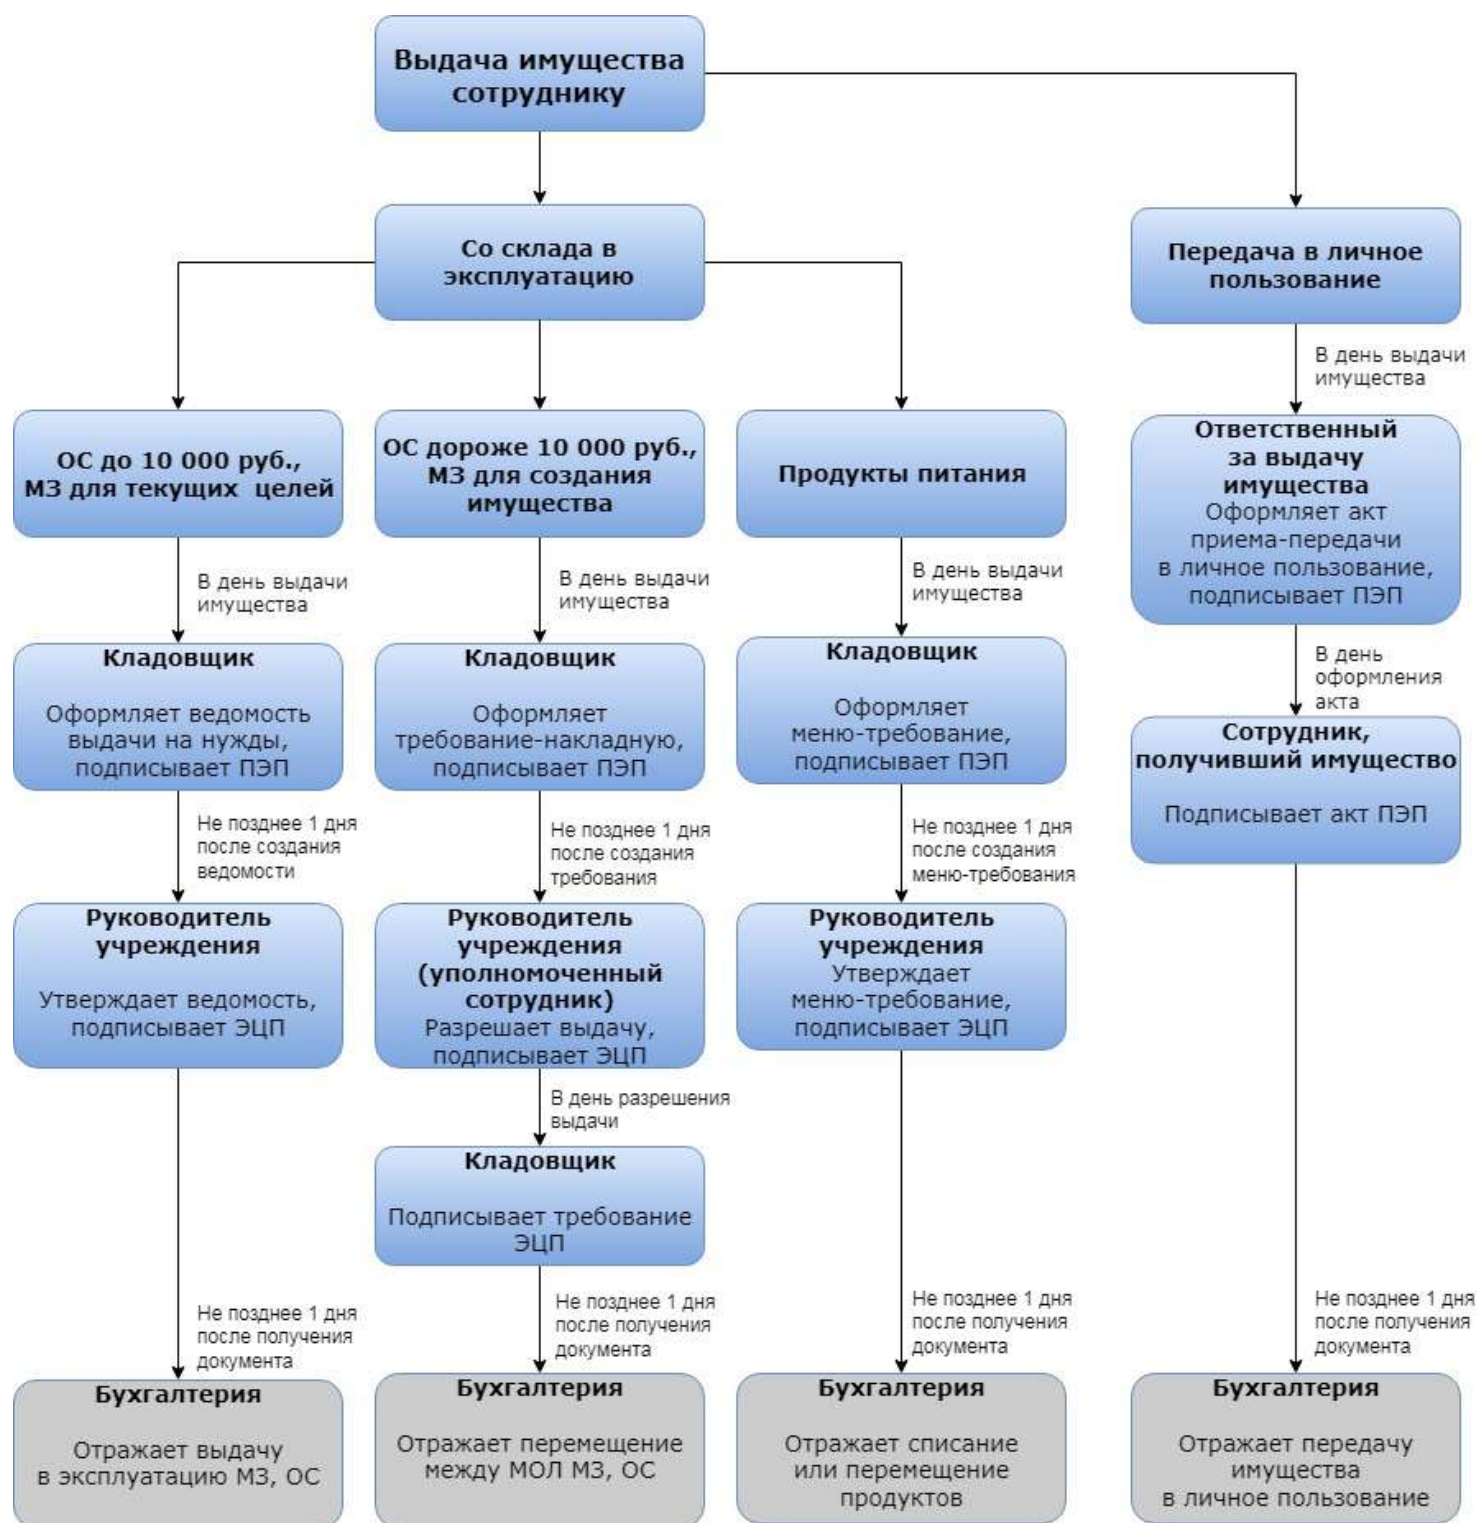 Выдача имущества
сотруднику
Со склада в
эксплуатацию
Передача в личное
пользование
В день выдачи
имущества
ОС до 10 000 руб.,
МЗ для текущих целей
ОС дороже 10 000 руб.,
МЗ для создания
имущества
Продукты питания
Ответственный
за выдачу
имущества
Оформляет акт
приема-передачи
в личное пользование,
подписывает ПЭП
В день выдачи
имущества
В день выдачи
имущества
В день выдачи
имущества
В день
оформления
акта
Кладовщик
Оформляет ведомость
выдачи на нужды,
подписывает ПЭП
Кладовщик
Оформляет
требование-накладную,
подписывает ПЭП
Кладовщик
Оформляет
меню-требование,
подписывает ПЭП
Сотрудник,
получивший имущество
Подписывает акт ПЭП
Не позднее 1 дня
после создания
ведомости
Не позднее 1 дня
после создания
требования
Не позднее 1 дня
после создания
меню-требования
Руководитель
учреждения
Утверждает ведомость,
подписывает ЭЦП
Руководитель
учреждения
(уполномоченный
сотрудник)
Разрешает выдачу,
подписывает ЭЦП
Руководитель
учреждения
Утверждает
меню-требование,
подписывает ЭЦП
В день разрешения
выдачи
Кладовщик
Подписывает требование
ЭЦП
Не позднее 1 дня
после получения
документа
Не позднее 1 дня
после получения
документа
Не позднее 1 дня
после получения
документа
Не позднее 1 дня
после получения
документа
Бухгалтерия
Отражает выдачу
в эксплуатацию МЗ, ОС
Бухгалтерия
Отражает перемещение
между МОЛ МЗ, ОС
Бухгалтерия
Отражает списание
или перемещение
продуктов
Бухгалтерия
Отражает передачу
имущества
в личное пользование